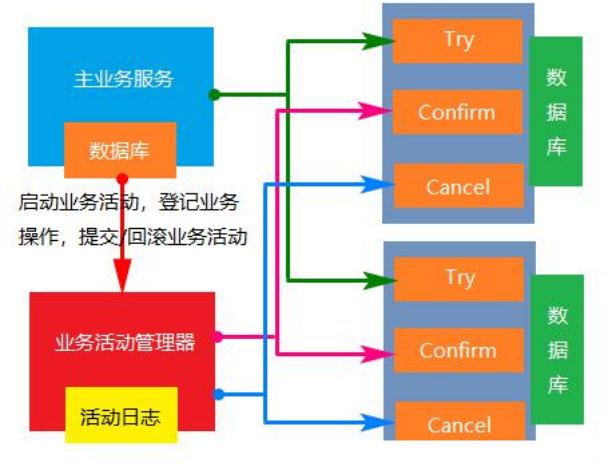 主业务服务
数据库
启动业务活动，登记业务
操作，提交/回滚业务活动
业务活动管理器
活动日志
Try
Confirm
Cancel
数
据
库
Try
Confirm
Cancel
数
据
库